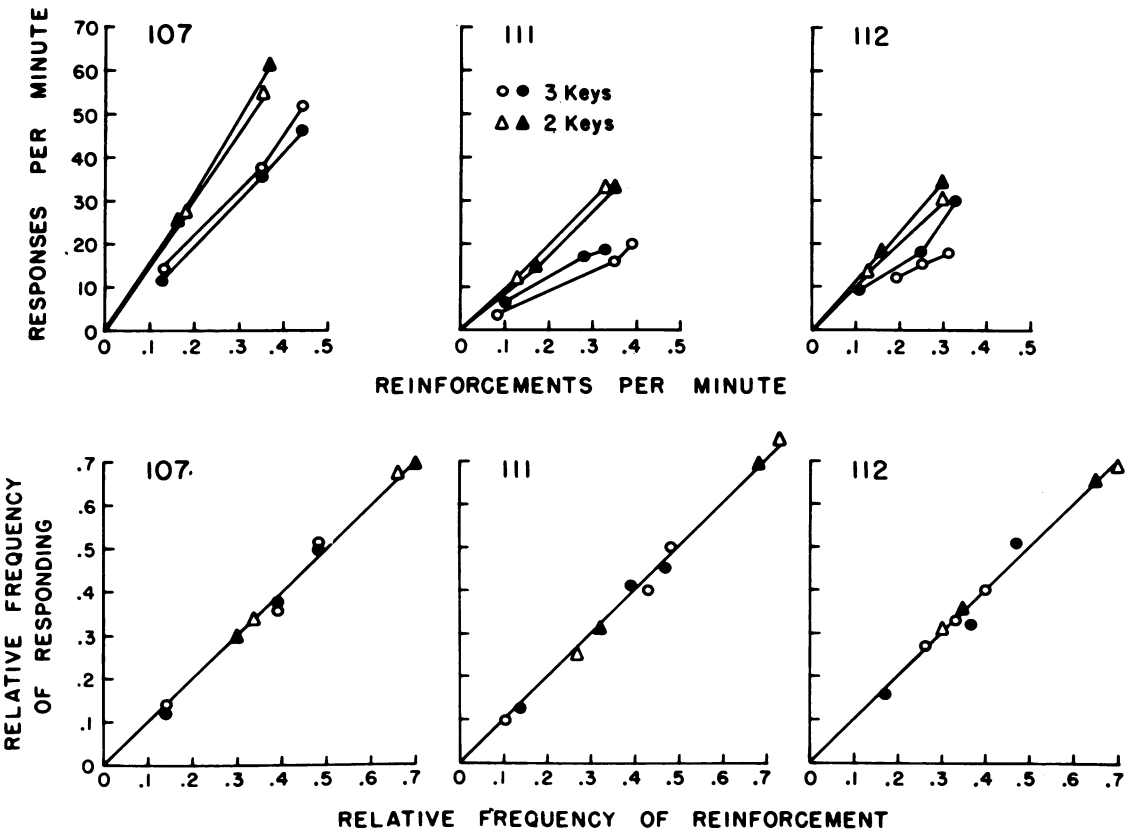 RESPONSES PER MINUTE
70
60
50
40
30
20
10
0
107
0 .1 .2 .3 .4 .5
111
3 Keys
2 Keys
0 .1 .2 .3 .4 .5
112
0 .1 .2 .3 .4 .5
REINFORCEMENTS PER MINUTE
RELATIVE FREQUENCY
OF RESPONDING
.7
.6
.5
.4
.3
.2
.1
0
107
0 .1 .2 .3 .4 .5 .6 .7
111
0 .1 .2 .3 .4 .5 .6 .7
112
0 .1 .2 .3 .4 .5 .6 .7
RELATIVE FREQUENCY OF REINFORCEMENT